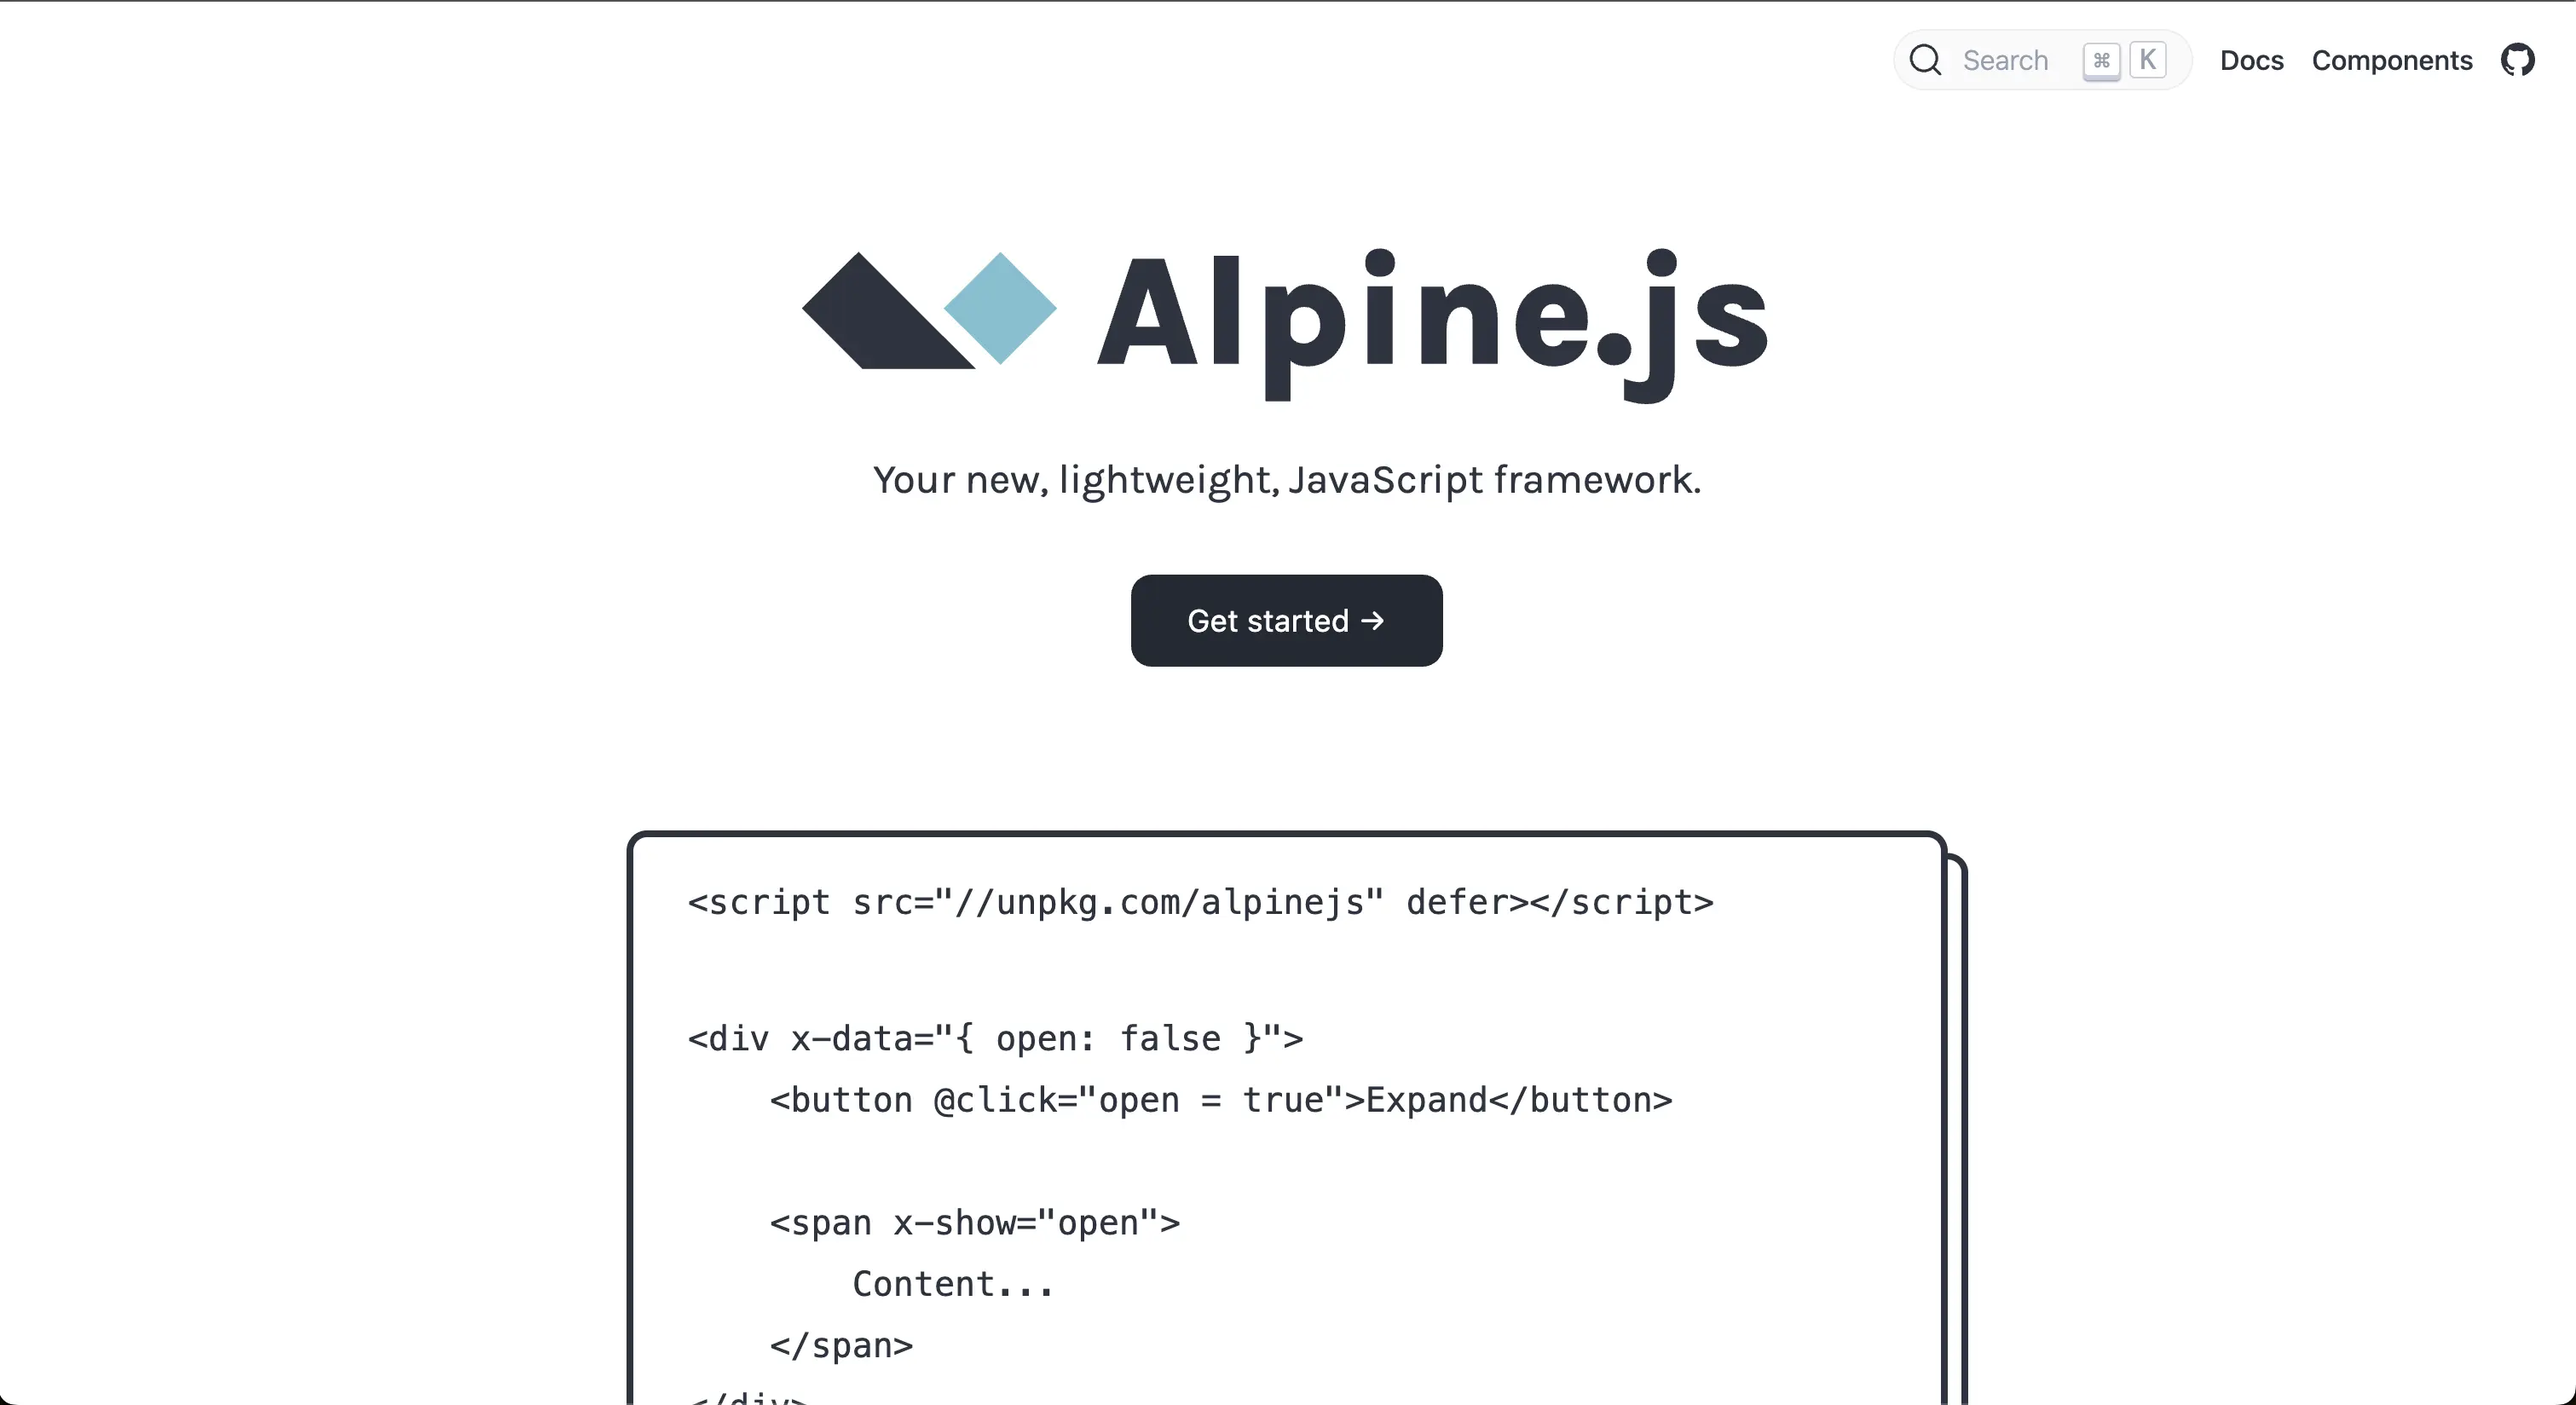 Search ⌘ K Docs Components
Alpine.js
Your new, lightweight, JavaScript framework.
Get started →
<script src="//unpkg.com/alpinejs" defer></script>
<div x-data="{ open: false }">
    <button @click="open = true">Expand</button>
    <span x-show="open">
        Content...
    </span>
</div>